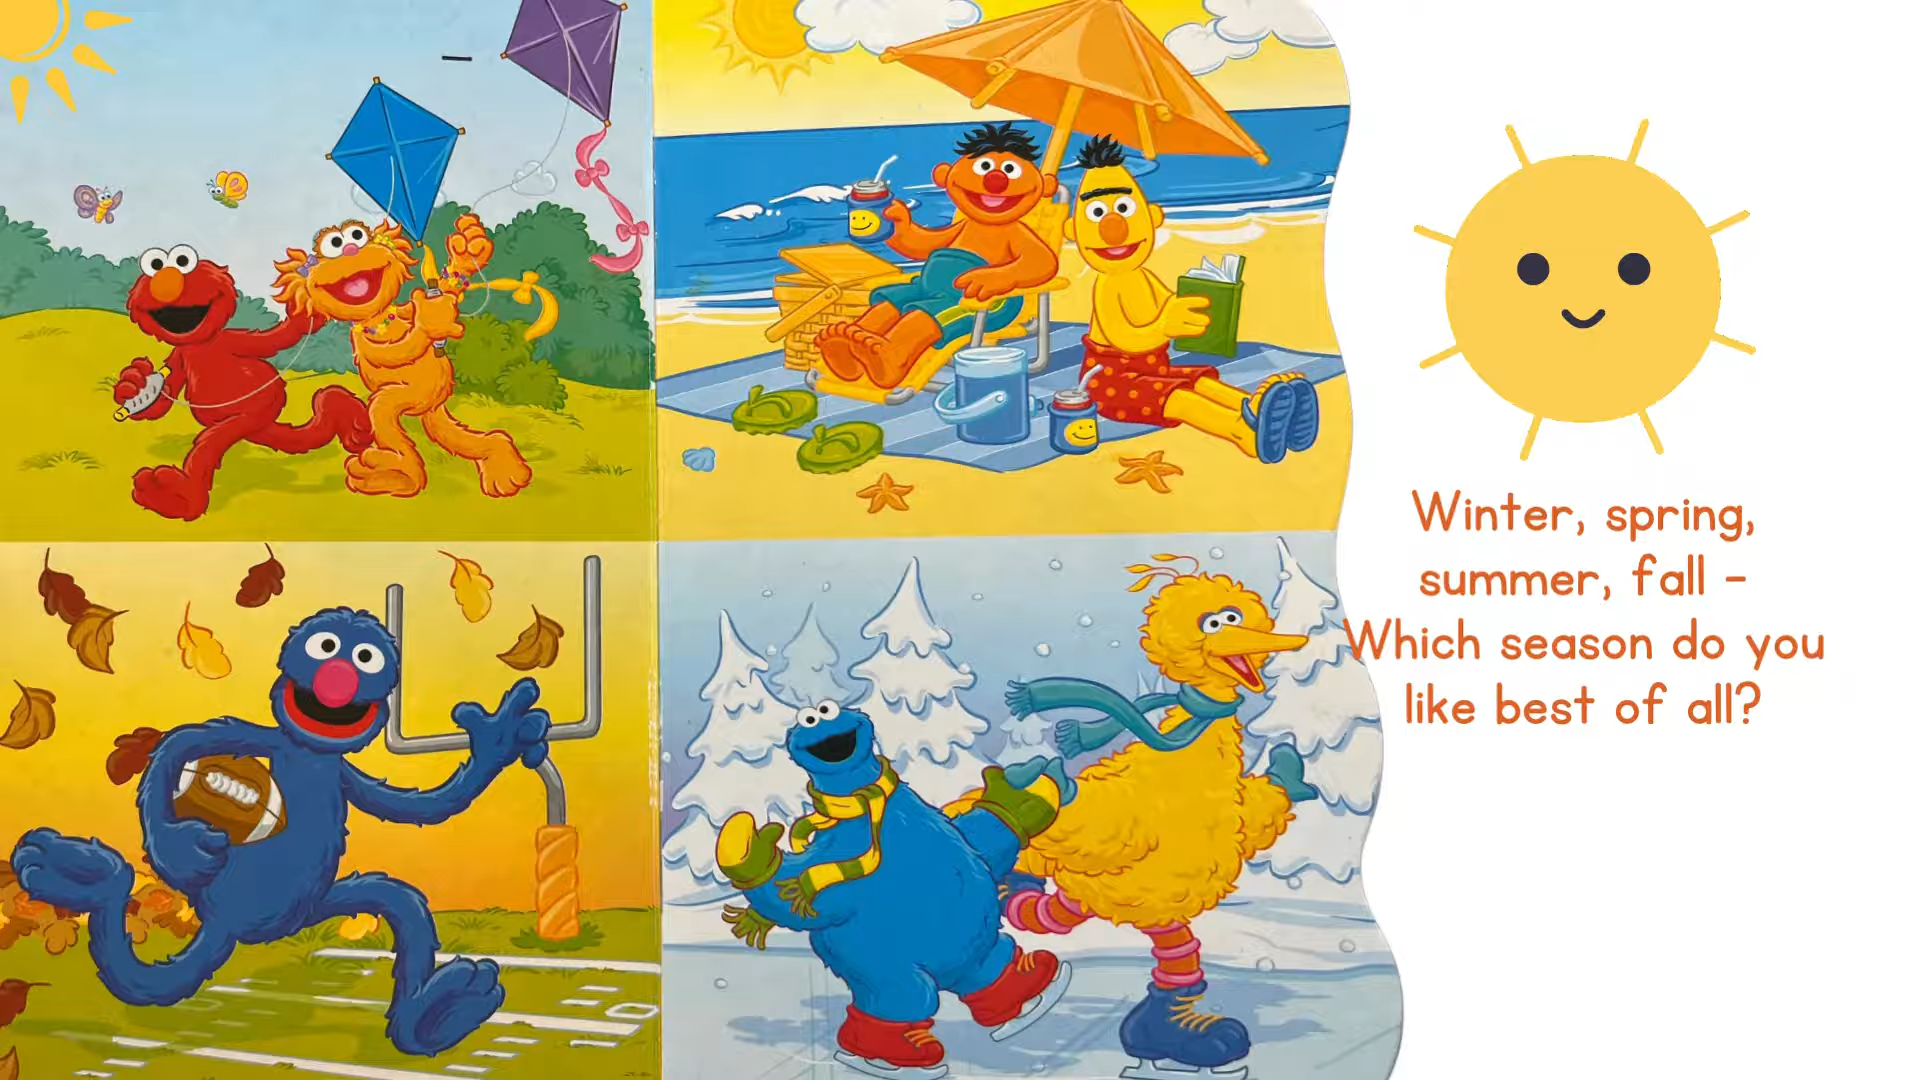 Winter, spring,
summer, fall -
Which season do you
like best of all?